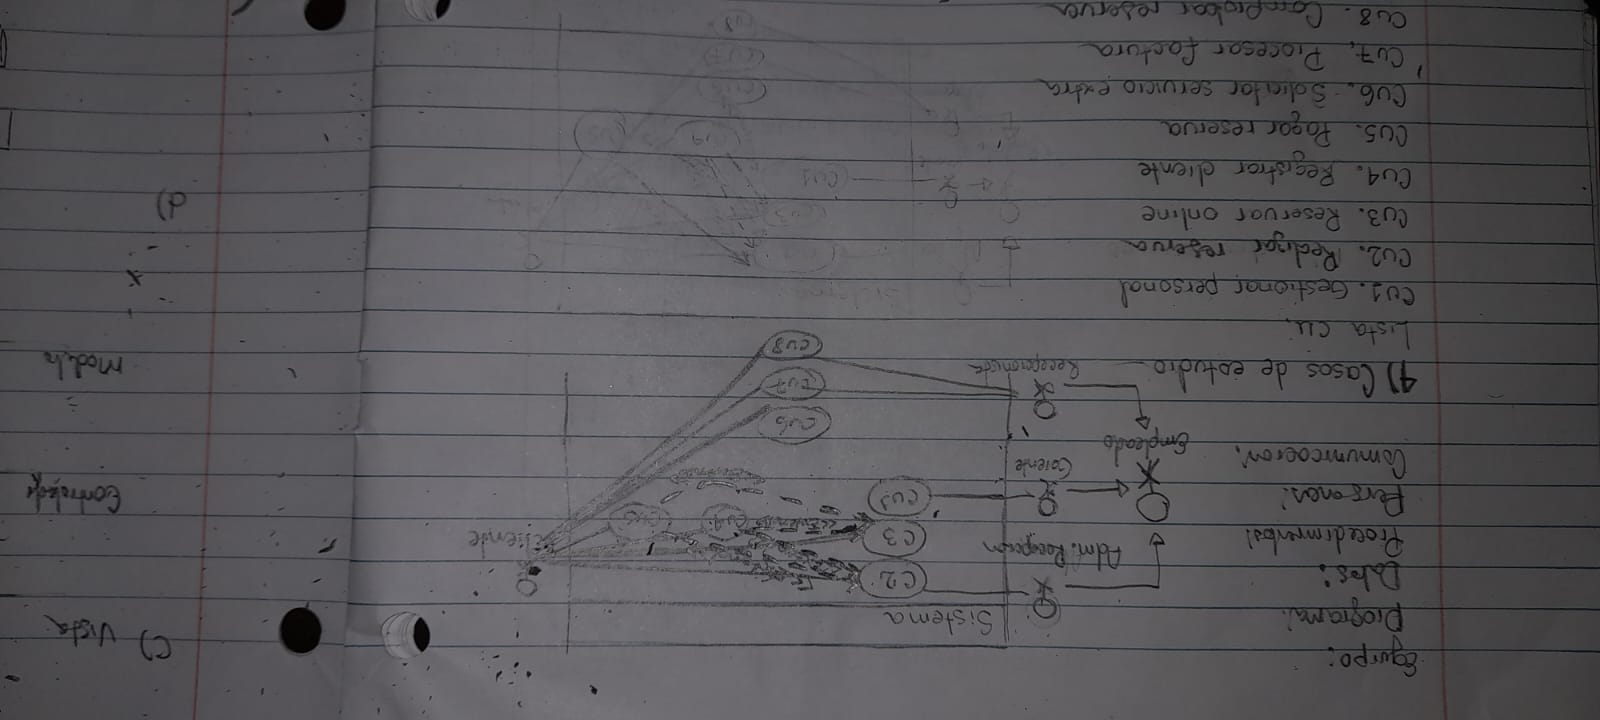 Equipo:
Programa:
Datos:
Procedimientos:
Personas:
Comunicacion.
Sistema
C2
C3
CU1
CU4
CU5
CU6
CU7
CU8
Adm. Recepcion
Gerente
Empleado
Recepcionista
Cliente
4) Casos de estudio
Lista CU.
CU1. Gestionar personal
CU2. Realizar reserva
CU3. Reservar online
CU4. Registrar cliente
CU5. Pagar reserva
CU6. Solicitar servicio extra
CU7. Procesar factura
CU8. Comprobar reserva
C) Vista
Modelo
d)